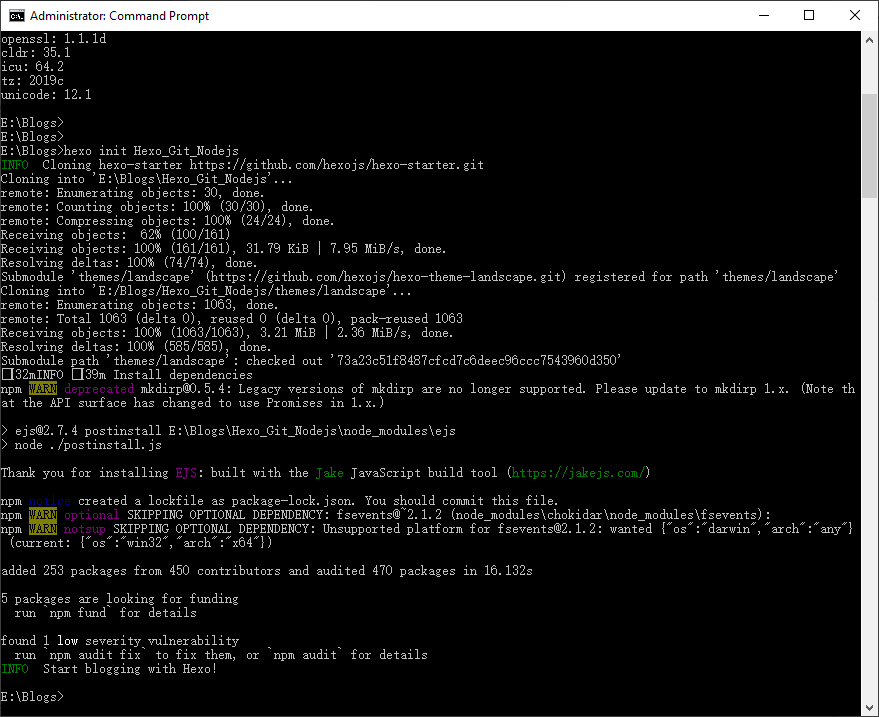 Administrator: Command Prompt
openssl: 1.1.1d
cldr: 35.1
icu: 64.2
tz: 2019c
unicode: 12.1
E:\Blogs>
E:\Blogs>
E:\Blogs>hexo init Hexo_Git_Nodejs
INFO  Cloning hexo-starter https://github.com/hexojs/hexo-starter.git
Cloning into 'E:\Blogs\Hexo_Git_Nodejs'...
remote: Enumerating objects: 30, done.
remote: Counting objects: 100% (30/30), done.
remote: Compressing objects: 100% (24/24), done.
Receiving objects:  62% (100/161)
Receiving objects: 100% (161/161), 31.79 KiB | 7.95 MiB/s, done.
Resolving deltas: 100% (74/74), done.
Submodule 'themes/landscape' (https://github.com/hexojs/hexo-theme-landscape.git) registered for path 'themes/landscape'
Cloning into 'E:/Blogs/Hexo_Git_Nodejs/themes/landscape'...
remote: Enumerating objects: 1063, done.
remote: Total 1063 (delta 0), reused 0 (delta 0), pack-reused 1063
Receiving objects: 100% (1063/1063), 3.21 MiB | 2.36 MiB/s, done.
Resolving deltas: 100% (585/585), done.
Submodule path 'themes/landscape': checked out '73a23c51f8487cfcd7c6deec96ccc7543960d350'
□32mINFO □39m Install dependencies
npm WARN deprecated mkdirp@0.5.4: Legacy versions of mkdirp are no longer supported. Please update to mkdirp 1.x. (Note th
at the API surface has changed to use Promises in 1.x.)
> ejs@2.7.4 postinstall E:\Blogs\Hexo_Git_Nodejs\node_modules\ejs
> node ./postinstall.js
Thank you for installing EJS: built with the Jake JavaScript build tool (https://jakejs.com/)
npm notice created a lockfile as package-lock.json. You should commit this file.
npm WARN optional SKIPPING OPTIONAL DEPENDENCY: fsevents@~2.1.2 (node_modules\chokidar\node_modules\fsevents):
npm WARN notsup SKIPPING OPTIONAL DEPENDENCY: Unsupported platform for fsevents@2.1.2: wanted {"os":"darwin","arch":"any"}
 (current: {"os":"win32","arch":"x64"})
added 253 packages from 450 contributors and audited 470 packages in 16.132s
5 packages are looking for funding
  run `npm fund` for details
found 1 low severity vulnerability
  run `npm audit fix` to fix them, or `npm audit` for details
INFO  Start blogging with Hexo!
E:\Blogs>